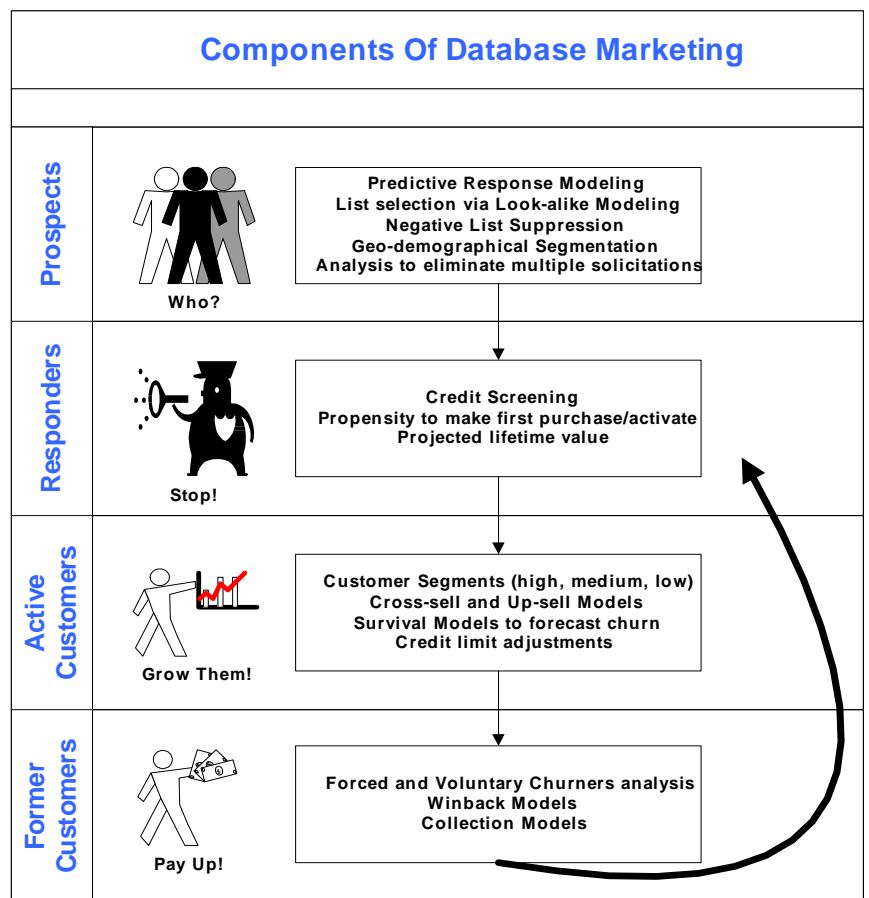 Components Of Database Marketing
Prospects
Who?
Predictive Response Modeling
List selection via Look-alike Modeling
Negative List Suppression
Geo-demographical Segmentation
Analysis to eliminate multiple solicitations
Responders
Stop!
Credit Screening
Propensity to make first purchase/activate
Projected lifetime value
Active
Customers
Grow Them!
Customer Segments (high, medium, low)
Cross-sell and Up-sell Models
Survival Models to forecast churn
Credit limit adjustments
Former
Customers
Pay Up!
Forced and Voluntary Churners analysis
Winback Models
Collection Models